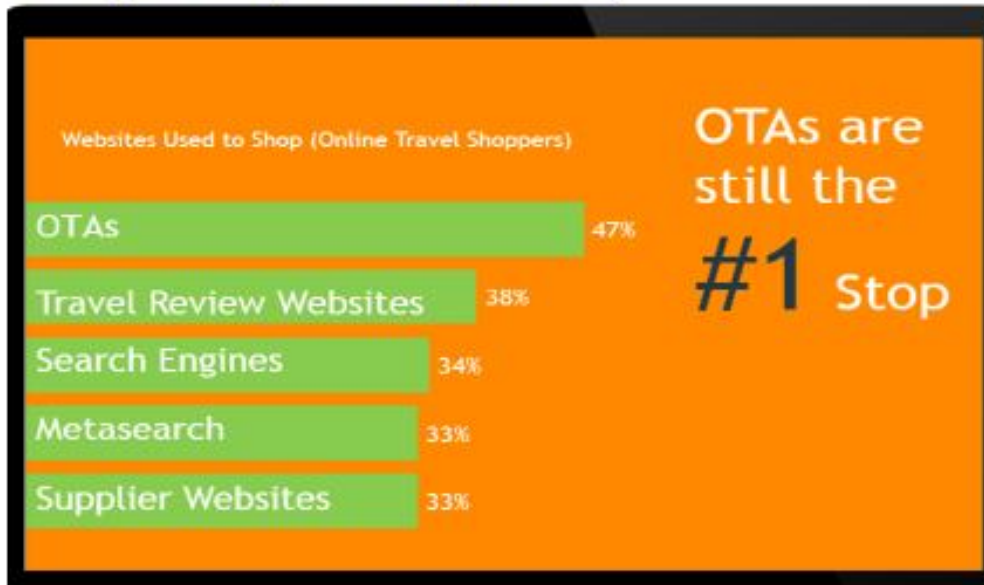 Websites Used to Shop (Online Travel Shoppers)
OTAs
47%
Travel Review Websites
38%
Search Engines
34%
Metasearch
33%
Supplier Websites
33%
OTAs are
still the
#1 Stop